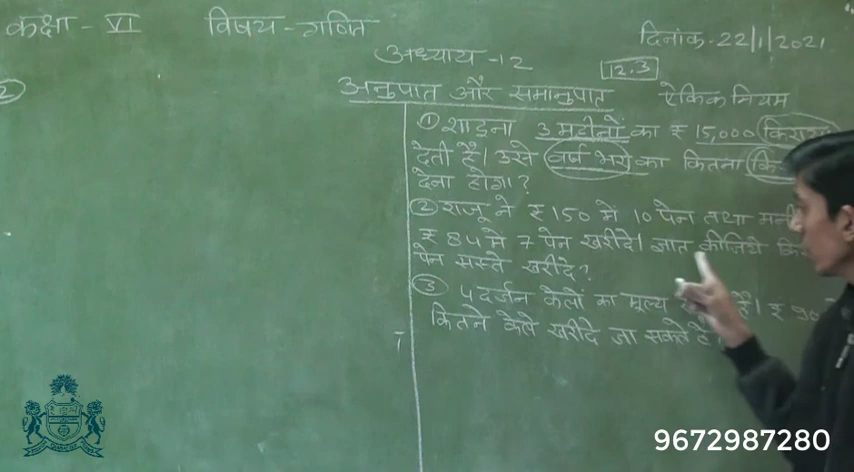 कक्षा - VI विषय - गणित दिनांक - 22/1/2021
अध्याय - 12
12.3
अनुपात और समानुपात ऐकिक नियम
2
① शाइना 3 महीनों का ₹ 15,000
देती है। उसे वर्ष भर का कितना
देना होगा?
② राजू ने ₹ 150 में 10 पेन तथा
₹ 84 में 7 पेन खरीदे। ज्ञात कीजिये
पेन सस्ते खरीदे?
③ 4 दर्जन केलों का मूल्य है। ₹ 90
कितने केले खरीदे जा सकते
9672987280